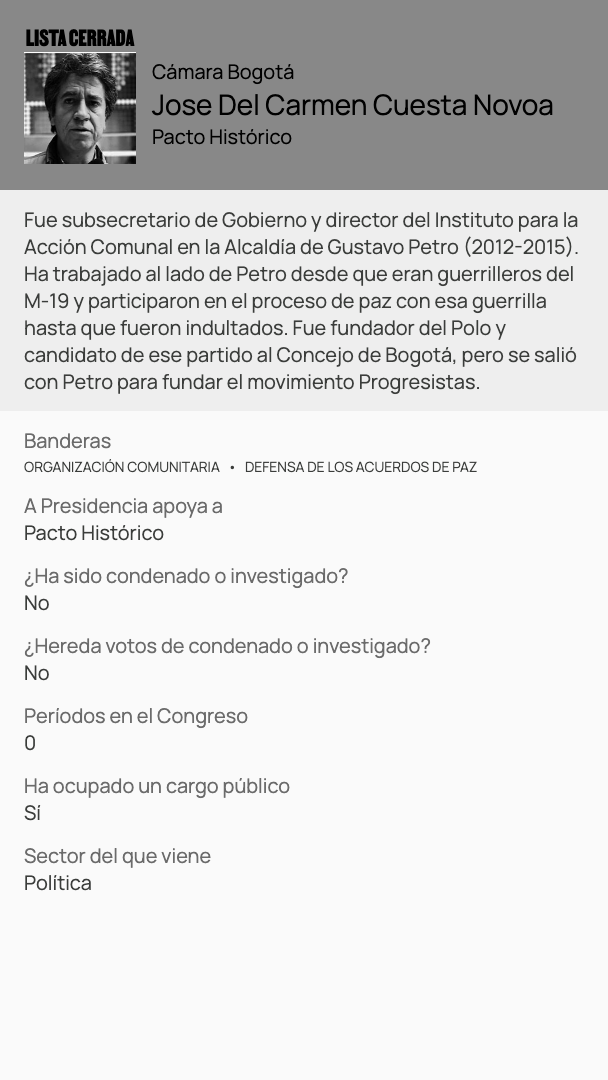 LISTA CERRADA
Cámara Bogotá
Jose Del Carmen Cuesta Novoa
Pacto Histórico
Fue subsecretario de Gobierno y director del Instituto para la
Acción Comunal en la Alcaldía de Gustavo Petro (2012-2015).
Ha trabajado al lado de Petro desde que eran guerrilleros del
M-19 y participaron en el proceso de paz con esa guerrilla
hasta que fueron indultados. Fue fundador del Polo y
candidato de ese partido al Concejo de Bogotá, pero se salió
con Petro para fundar el movimiento Progresistas.
Banderas
ORGANIZACIÓN COMUNITARIA • DEFENSA DE LOS ACUERDOS DE PAZ
A Presidencia apoya a
Pacto Histórico
¿Ha sido condenado o investigado?
No
¿Hereda votos de condenado o investigado?
No
Períodos en el Congreso
0
Ha ocupado un cargo público
Sí
Sector del que viene
Política